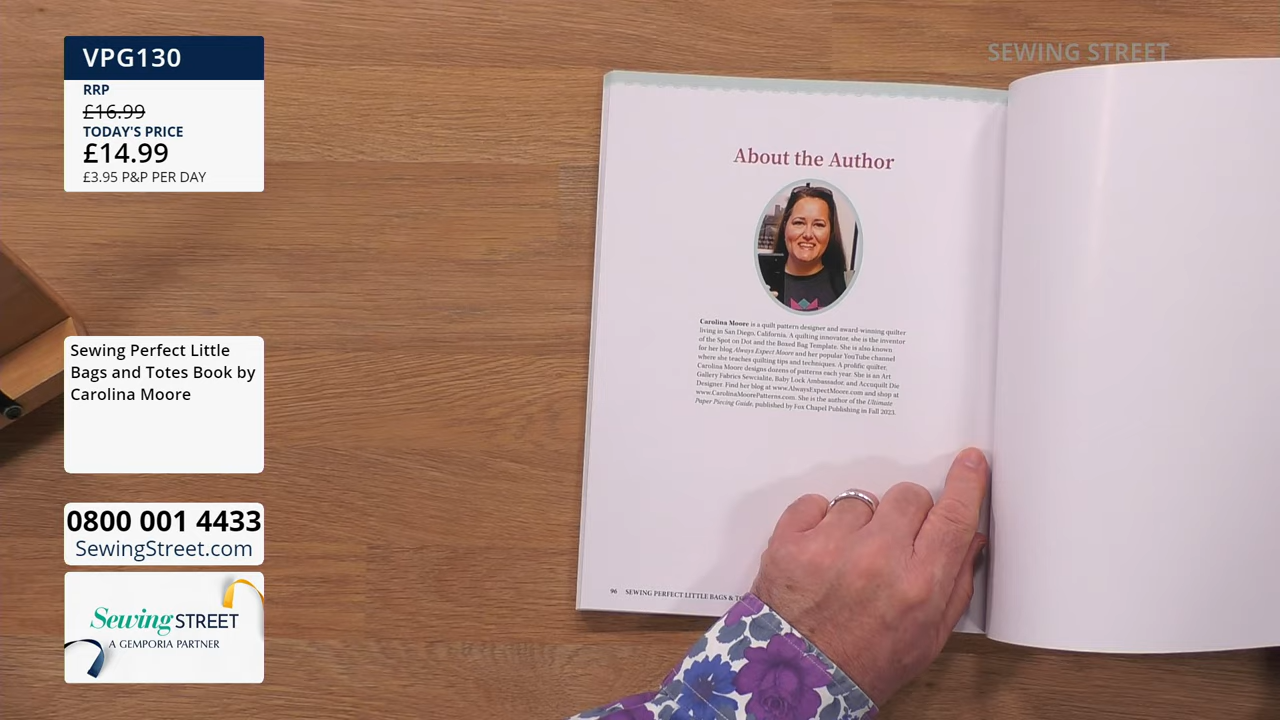 VPG130
RRP
£16.99
TODAY'S PRICE
£14.99
£3.95 P&P PER DAY
Sewing Perfect Little
Bags and Totes Book by
Carolina Moore
0800 001 4433
SewingStreet.com
Sewing STREET
A GEMPORIA PARTNER
SEWING STREET
About the Author
Carolina Moore is a quilt pattern designer and award-winning quilter
living in San Diego, California. A quilting innovator, she is the inventor
of the Spot on Dot and the Boxed Bag Template. She is also known
for her blog Always Expect Moore and her popular YouTube channel
where she teaches quilting tips and techniques. A prolific quilter,
Carolina Moore designs dozens of patterns each year. She is an Art
Gallery Fabrics Sewcialite, Baby Lock Ambassador, and Accuquilt Die
Designer. Find her blog at www.AlwaysExpectMoore.com and shop at
www.CarolinaMoorePatterns.com. She is the author of the Ultimate
Paper Piecing Guide, published by Fox Chapel Publishing in Fall 2023.
96 SEWING PERFECT LITTLE BAGS &